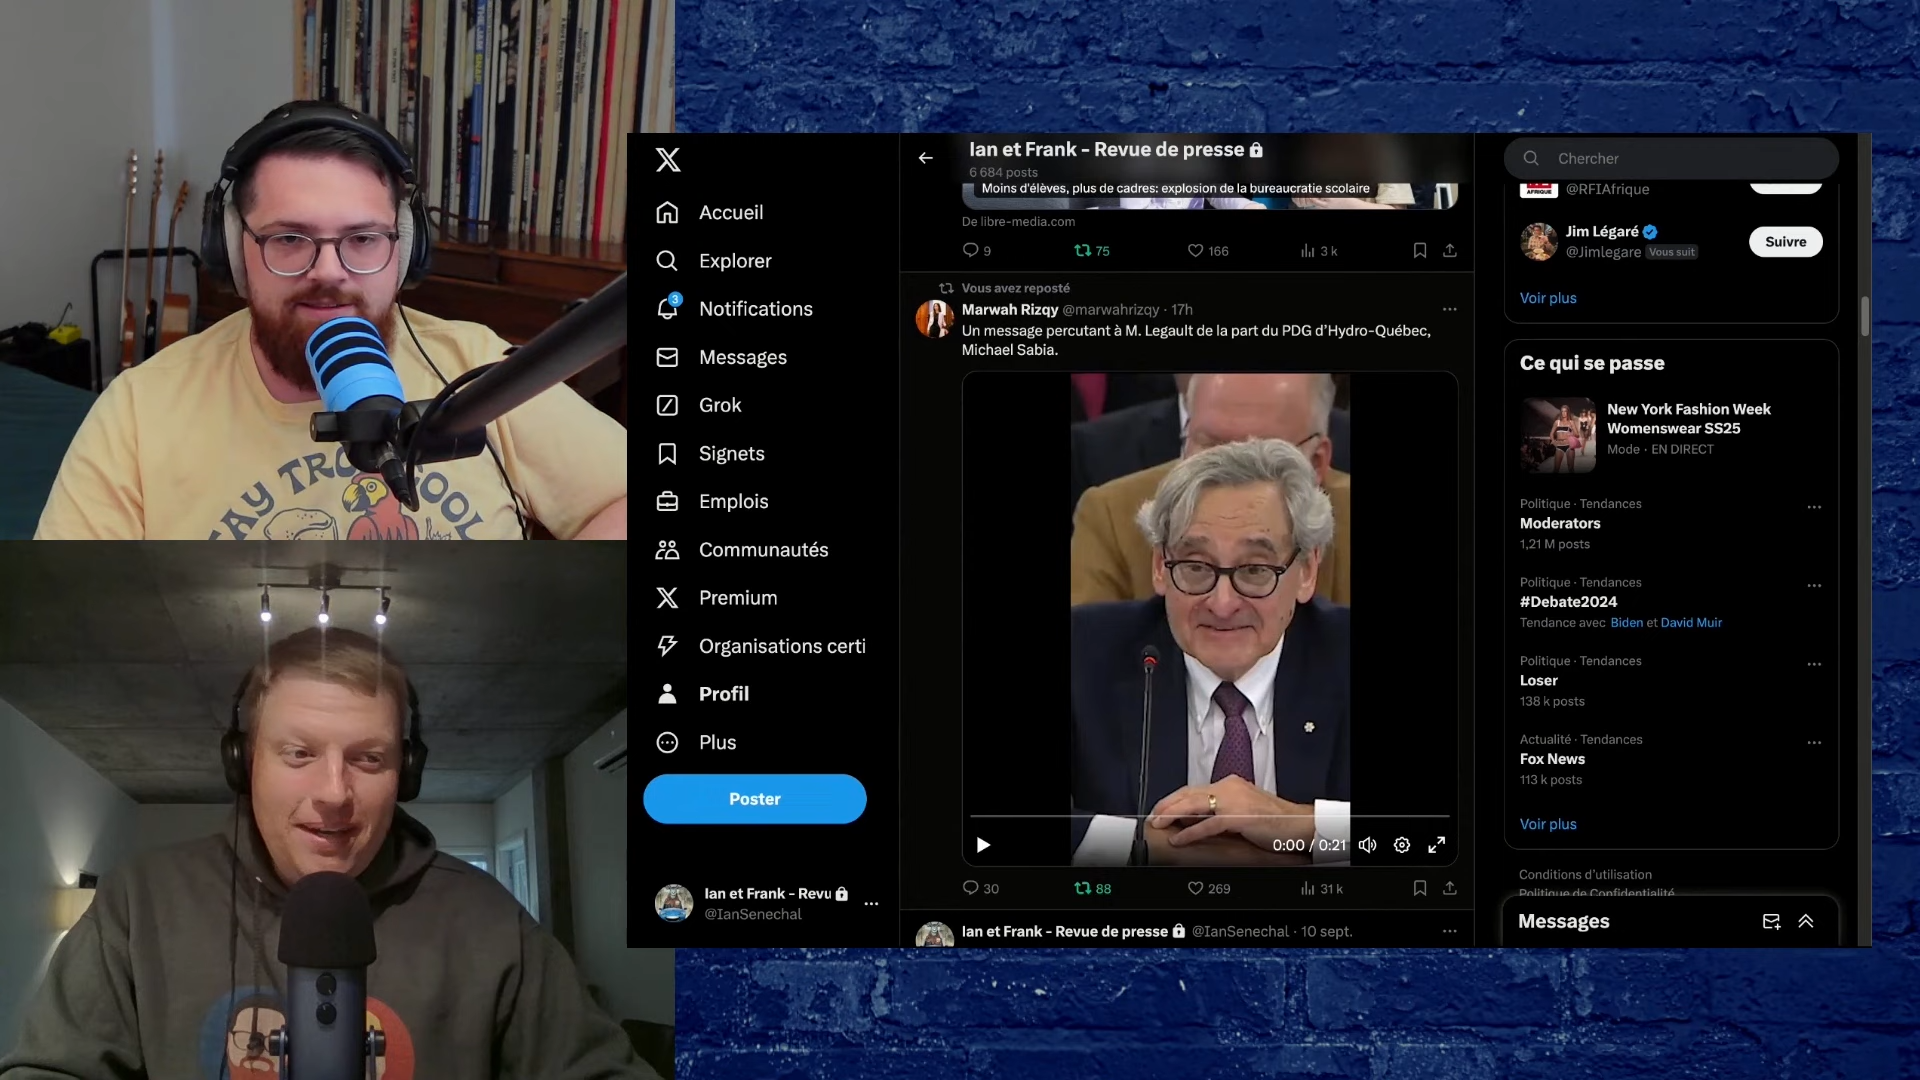 STAY TROPICOOL
Accueil
Explorer
3
Notifications
Messages
Grok
Signets
Emplois
Communautés
Premium
Organisations certi
Profil
Plus
Poster
Ian et Frank - Revu
@IanSenechal
Ian et Frank - Revue de presse
6 684 posts
Moins d'élèves, plus de cadres: explosion de la bureaucratie scolaire
De libre-media.com
9 75 166 3 k
Vous avez reposté
Marwah Rizqy @marwahrizqy · 17h
Un message percutant à M. Legault de la part du PDG d'Hydro-Québec,
Michael Sabia.
0:00 / 0:21
30 88 269 31 k
Ian et Frank - Revue de presse @IanSenechal · 10 sept.
Chercher
AFRIQUE
@RFIAfrique
Jim Légaré
@Jimlegare Vous suit
Suivre
Voir plus
Ce qui se passe
New York Fashion Week
Womenswear SS25
Mode · EN DIRECT
Politique · Tendances
Moderators
1,21 M posts
Politique · Tendances
#Debate2024
Tendance avec Biden et David Muir
Politique · Tendances
Loser
138 k posts
Actualité · Tendances
Fox News
113 k posts
Voir plus
Conditions d'utilisation
Politique de Confidentialité
Messages